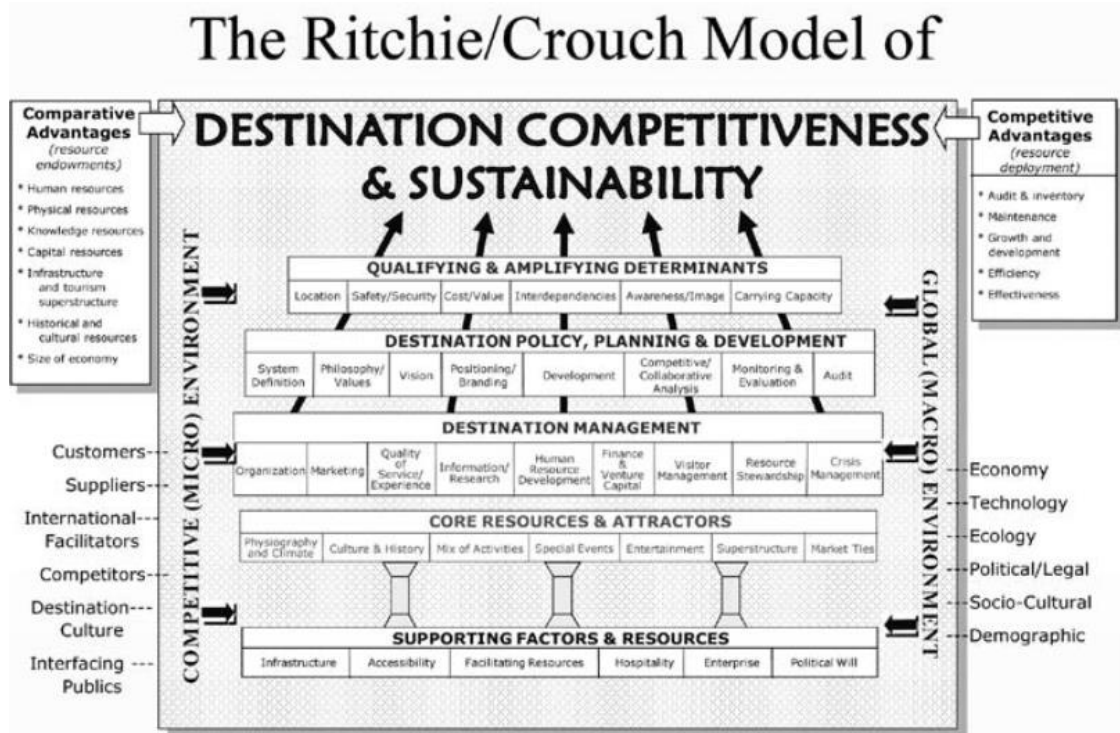 The Ritchie/Crouch Model of
Comparative
Advantages
(resource
endowments)
* Human resources
* Physical resources
* Knowledge resources
* Capital resources
* Infrastructure
and tourism
superstructure
* Historical and
cultural resources
* Size of economy
DESTINATION COMPETITIVENESS
& SUSTAINABILITY
Competitive
Advantages
(resource
deployment)
* Audit & inventory
* Maintenance
* Growth and
development
* Efficiency
* Effectiveness
COMPETITIVE (MICRO) ENVIRONMENT
GLOBAL (MACRO) ENVIRONMENT
QUALIFYING & AMPLIFYING DETERMINANTS
Location Safety/Security Cost/Value Interdependencies Awareness/Image Carrying Capacity
DESTINATION POLICY, PLANNING & DEVELOPMENT
System
Definition
Philosophy/
Values
Vision
Positioning/
Branding
Development
Competitive/
Collaborative
Analysis
Monitoring &
Evaluation
Audit
DESTINATION MANAGEMENT
Organization
Marketing
Quality
of
Service/
Experience
Information/
Research
Human
Resource
Development
Finance
&
Venture
Capital
Visitor
Management
Resource
Stewardship
Crisis
Management
CORE RESOURCES & ATTRACTORS
Physiography
and Climate
Culture & History
Mix of Activities
Special Events
Entertainment
Superstructure
Market Ties
SUPPORTING FACTORS & RESOURCES
Infrastructure Accessibility Facilitating Resources Hospitality Enterprise Political Will
Customers
Suppliers
International
Facilitators
Competitors
Destination
Culture
Interfacing
Publics
Economy
Technology
Ecology
Political/Legal
Socio-Cultural
Demographic